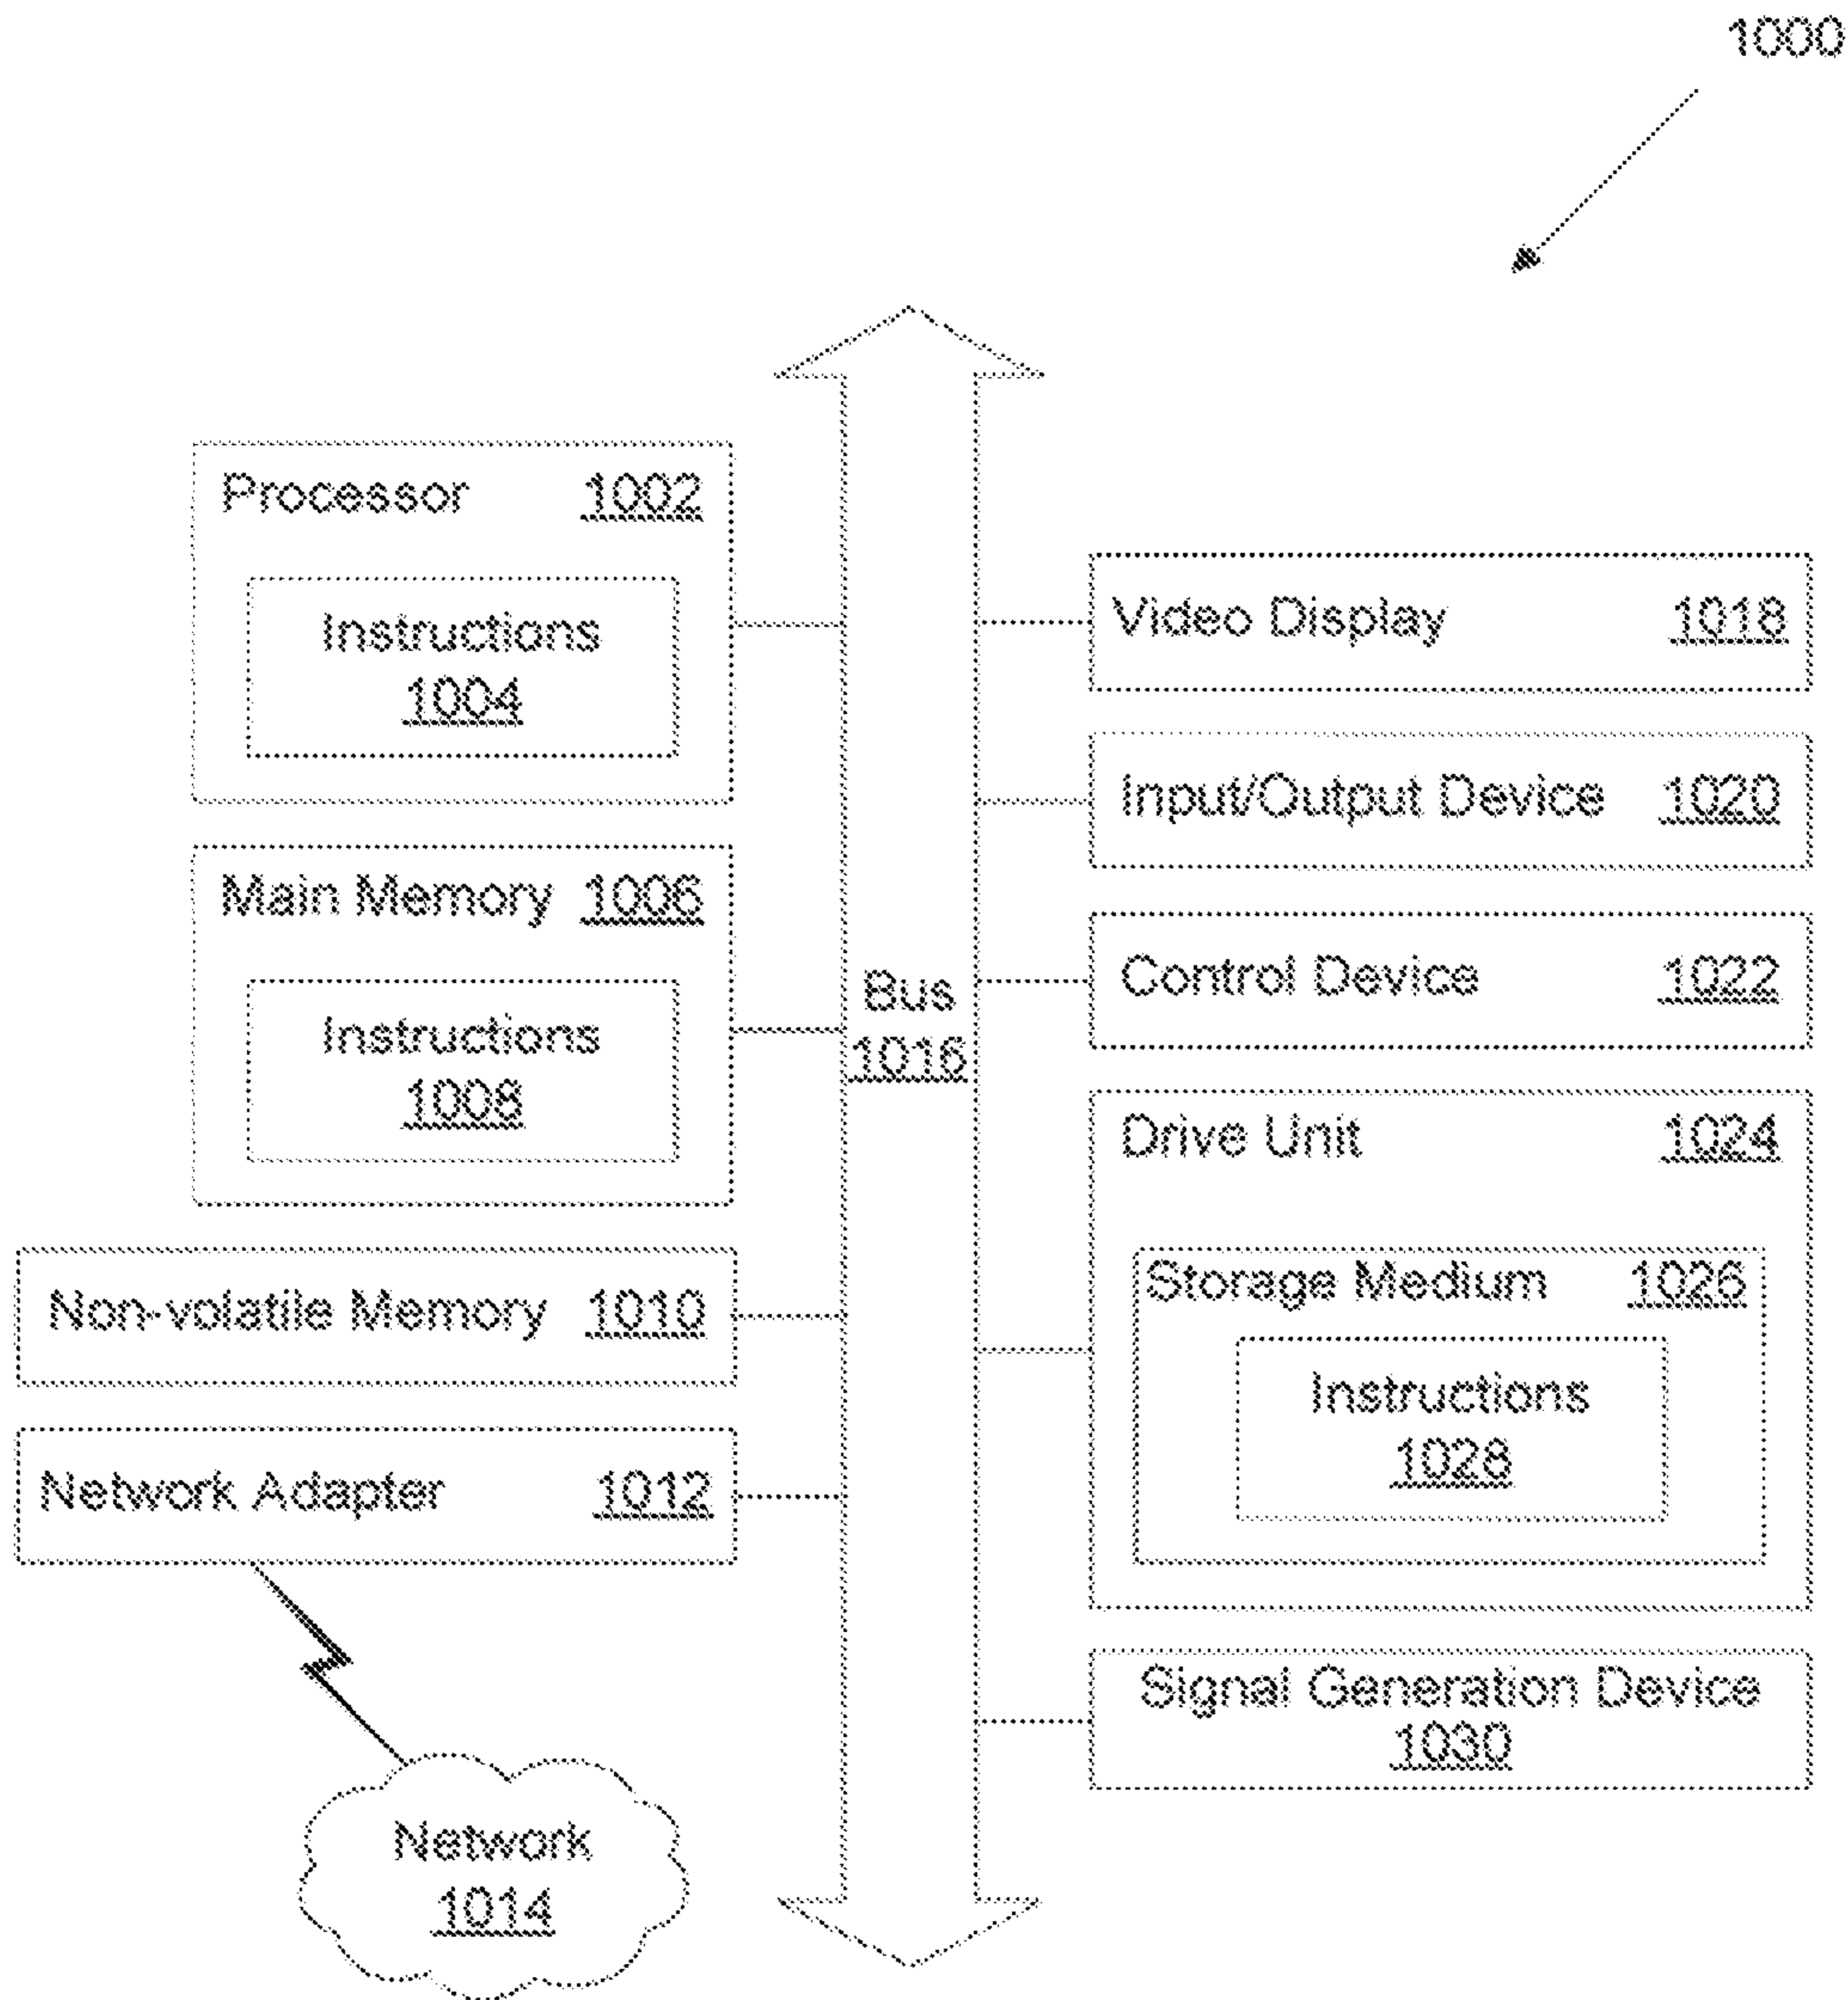 1000
Processor 1002
Instructions
1004
Main Memory 1006
Instructions
1008
Non-volatile Memory 1010
Network Adapter 1012
Network
1014
Bus
1016
Video Display 1018
Input/Output Device 1020
Control Device 1022
Drive Unit 1024
Storage Medium 1026
Instructions
1028
Signal Generation Device
1030